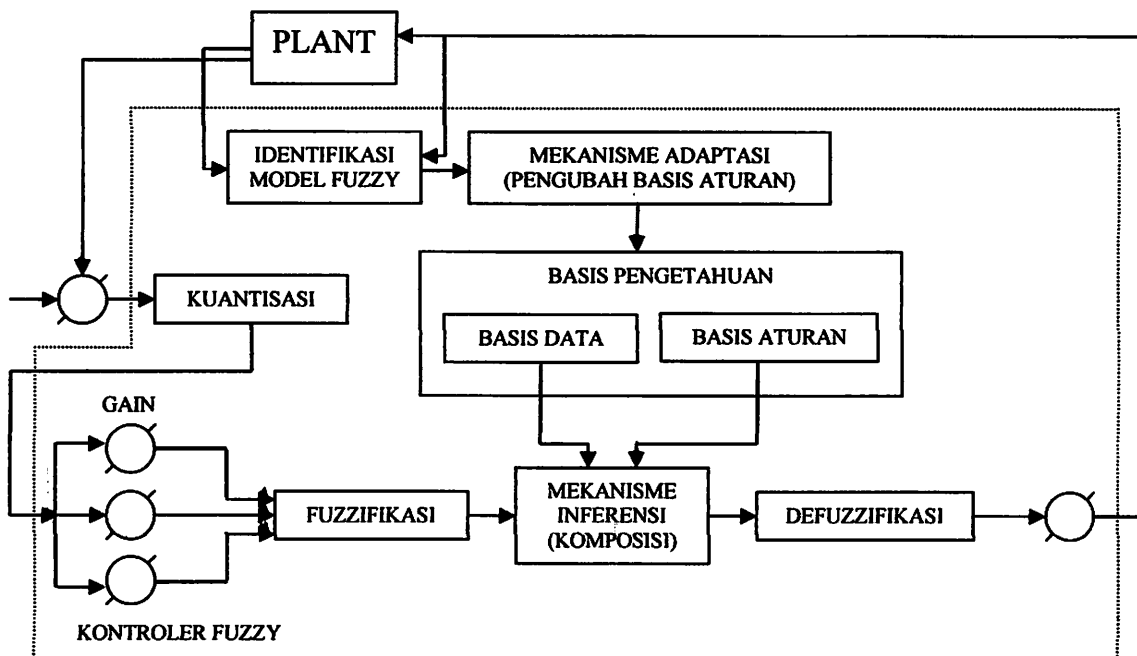 PLANT
IDENTIFIKASI
MODEL FUZZY
MEKANISME ADAPTASI
(PENGUBAH BASIS ATURAN)
BASIS PENGETAHUAN
KUANTISASI
BASIS DATA
BASIS ATURAN
GAIN
FUZZIFIKASI
MEKANISME
INFERENSI
(KOMPOSISI)
DEFUZZIFIKASI
KONTROLER FUZZY